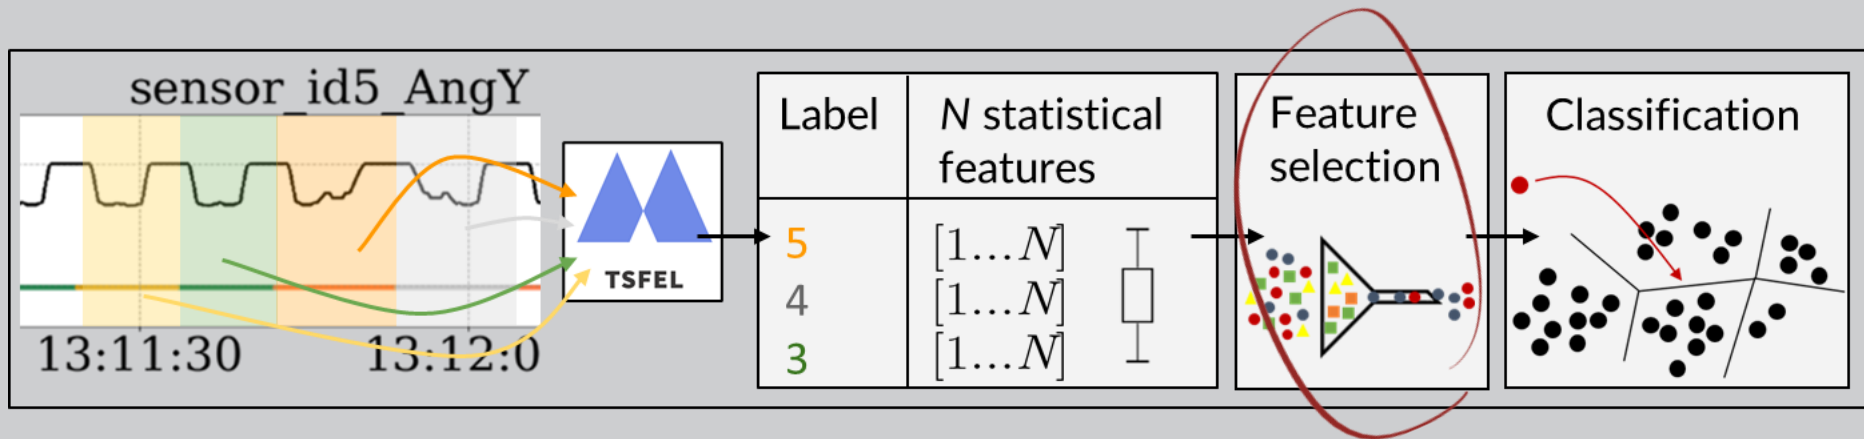 sensor_id5_AngY
13:11:30
13:12:0
TSFEL
Label
N statistical
features
5
[1...N]
4
[1...N]
3
[1...N]
Feature
selection
Classification